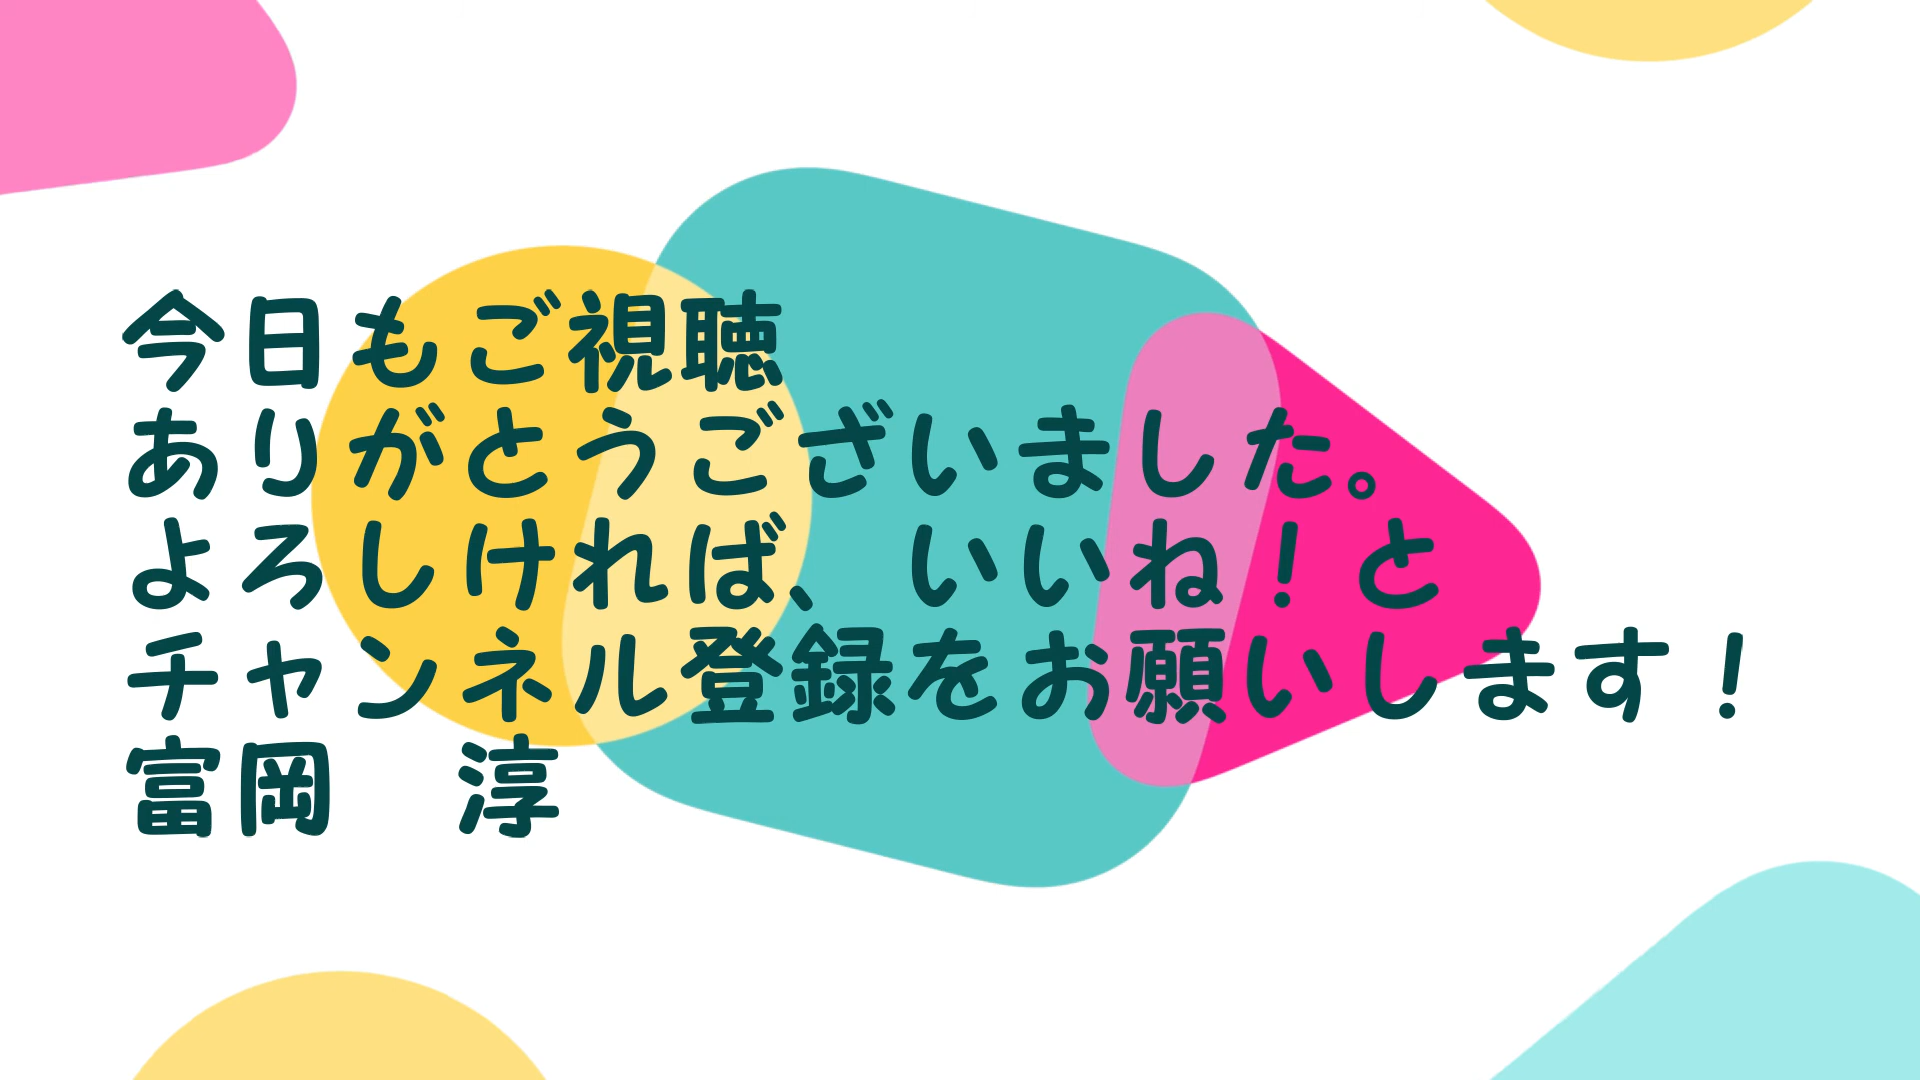 今日もご視聴
ありがとうございました。
よろしければ、いいね！と
チャンネル登録をお願いします！
富岡　淳